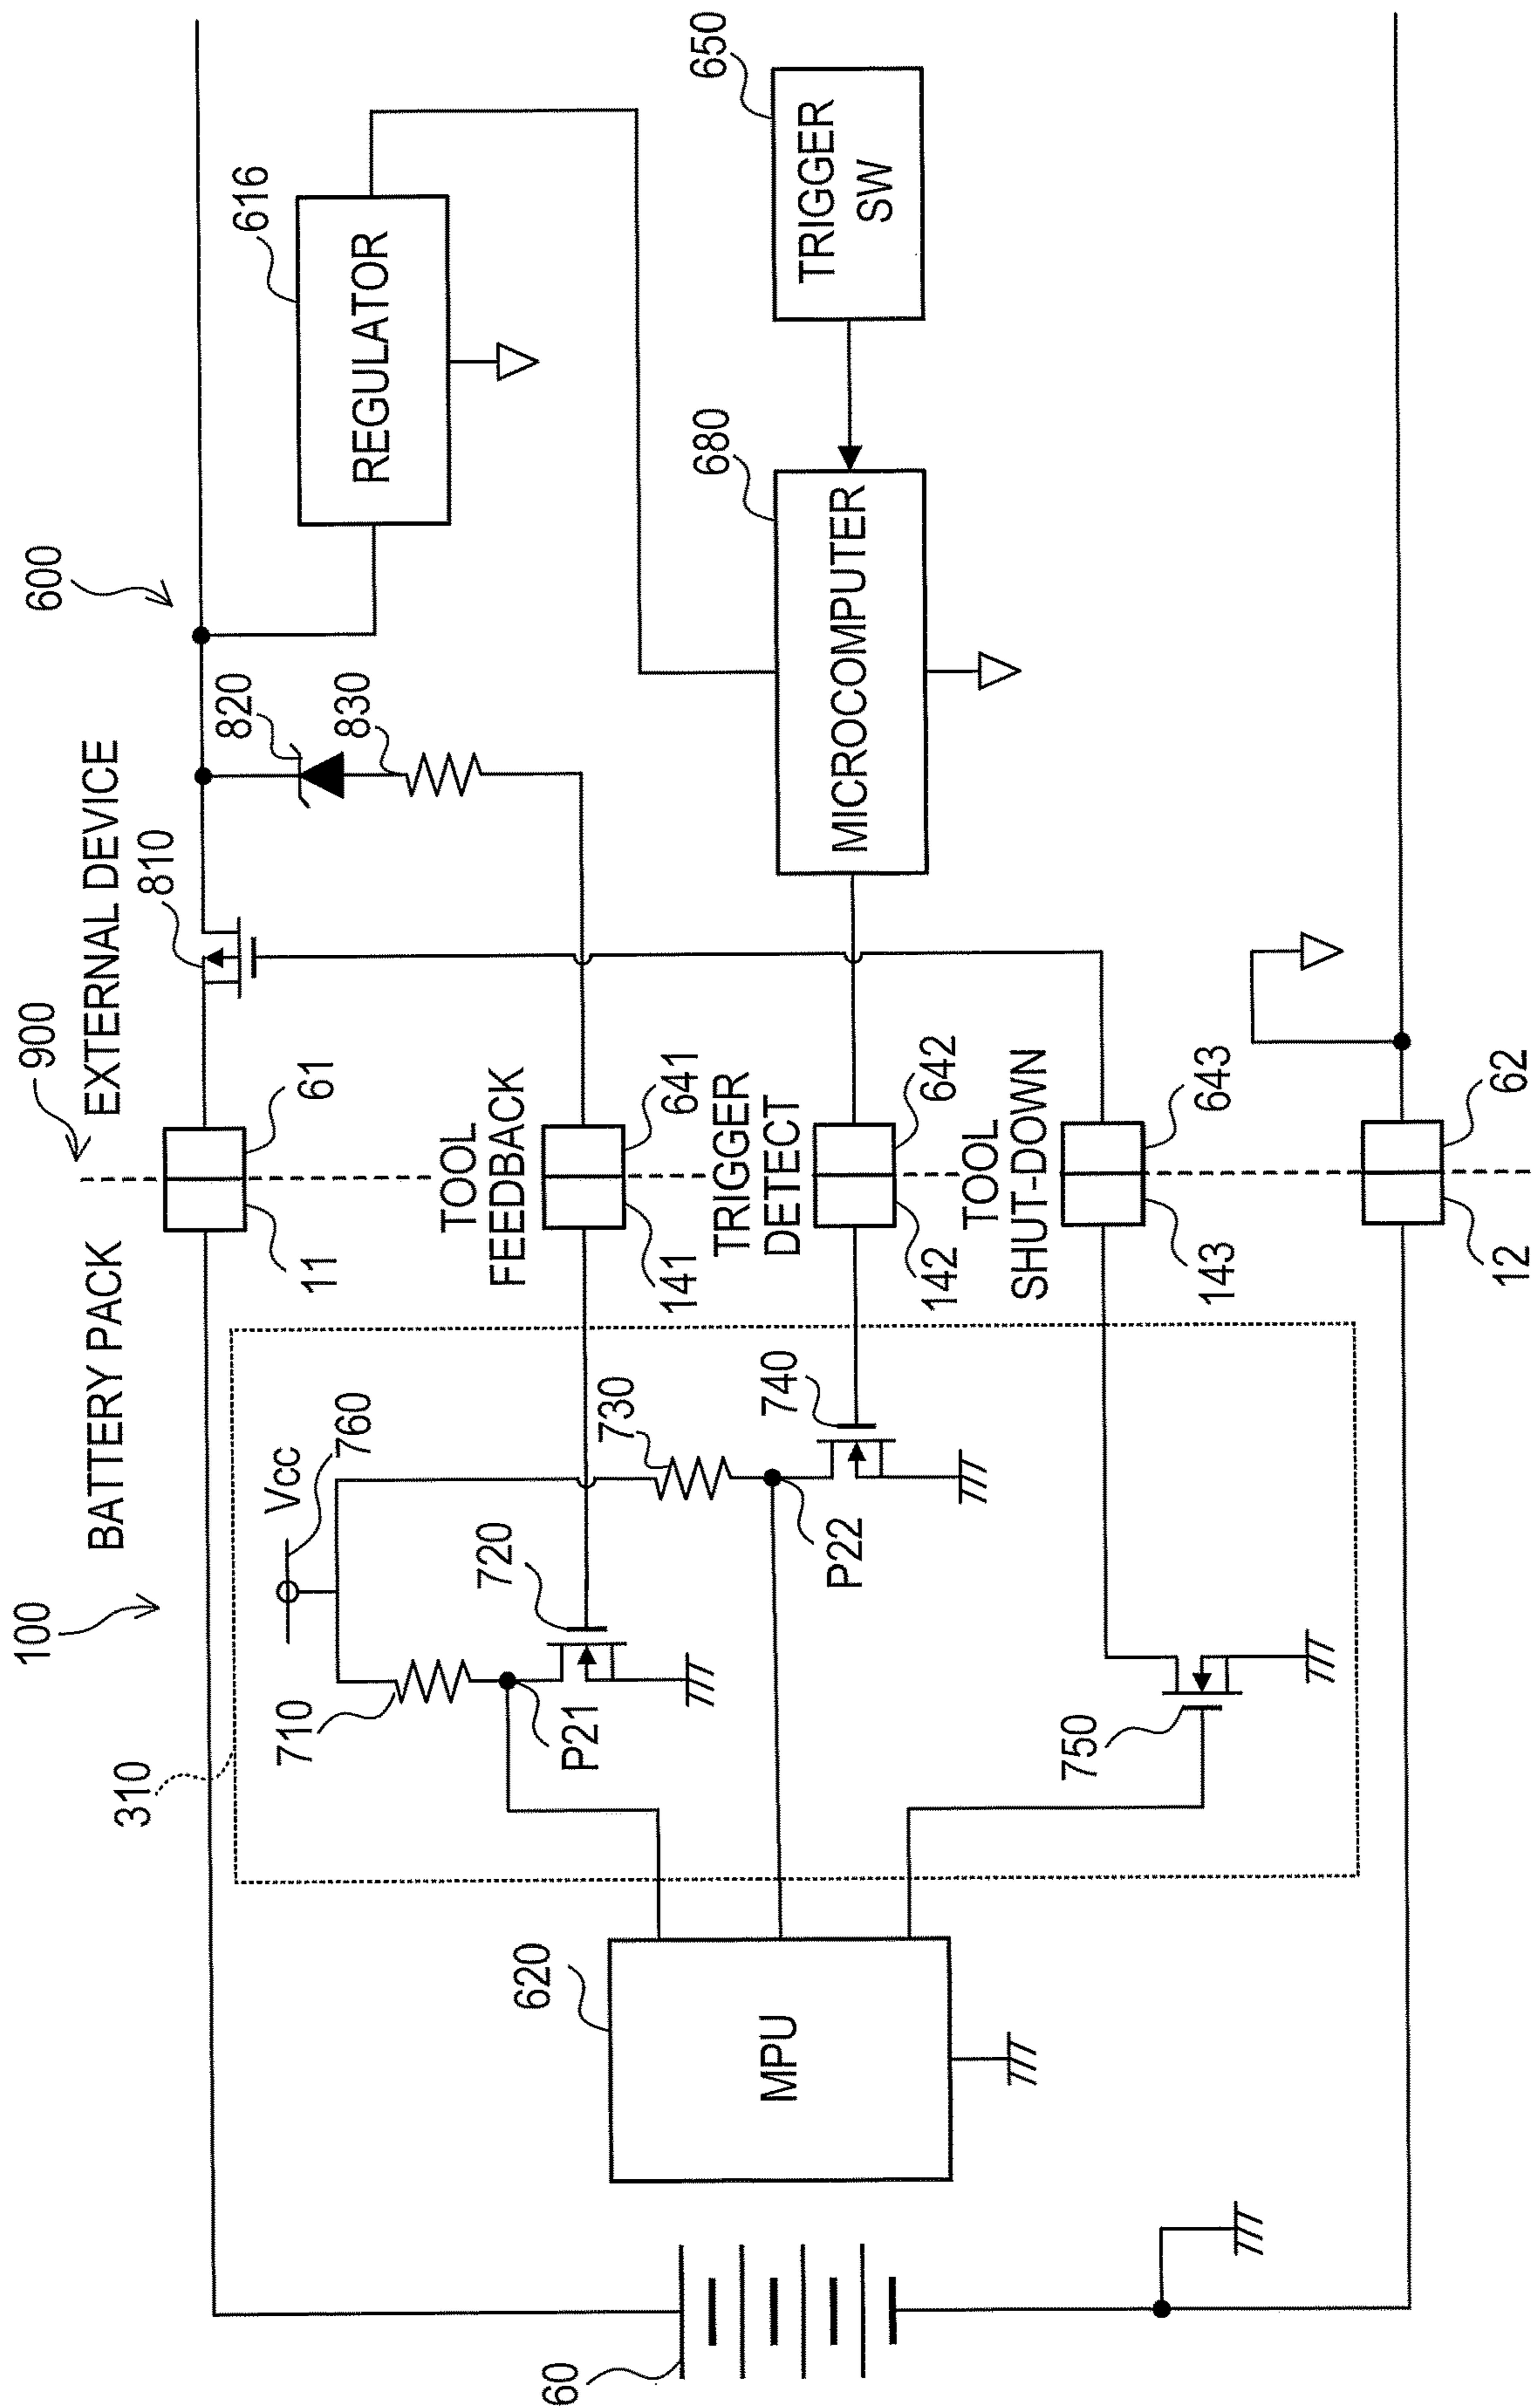 900
BATTERY PACK
EXTERNAL DEVICE
100
600
11
61
810
820
830
616
REGULATOR
310
Vcc
760
710
P21
720
730
740
P22
TOOL
FEEDBACK
141
641
TRIGGER
DETECT
142
642
680
MICROCOMPUTER
650
TRIGGER
SW
620
MPU
750
TOOL
SHUT-DOWN
143
643
60
12
62